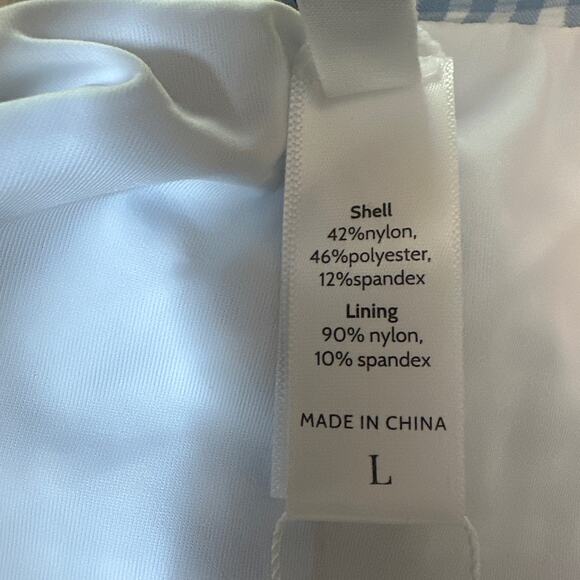 Shell
42%nylon,
46%polyester,
12%spandex
Lining
90% nylon,
10% spandex
MADE IN CHINA
L